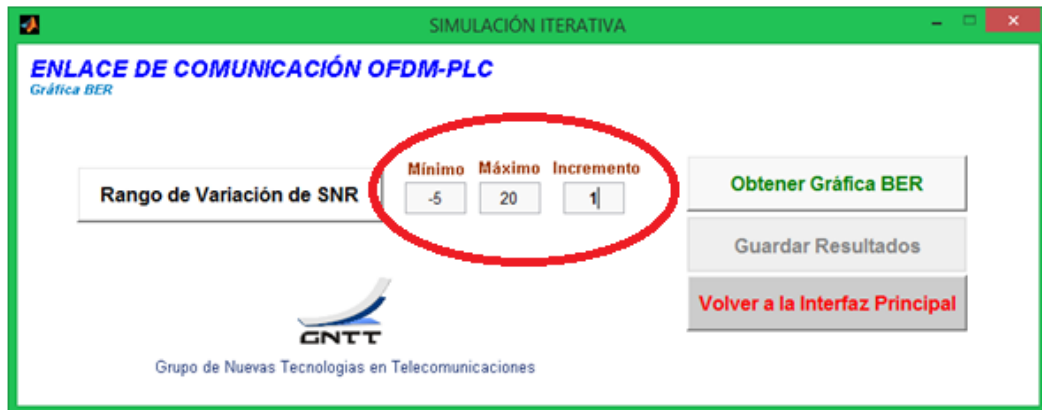 SIMULACIÓN ITERATIVA
ENLACE DE COMUNICACIÓN OFDM-PLC
Gráfica BER
Rango de Variación de SNR
Mínimo Máximo Incremento
-5 20 1
Obtener Gráfica BER
Guardar Resultados
Volver a la Interfaz Principal
GNTT
Grupo de Nuevas Tecnologias en Telecomunicaciones